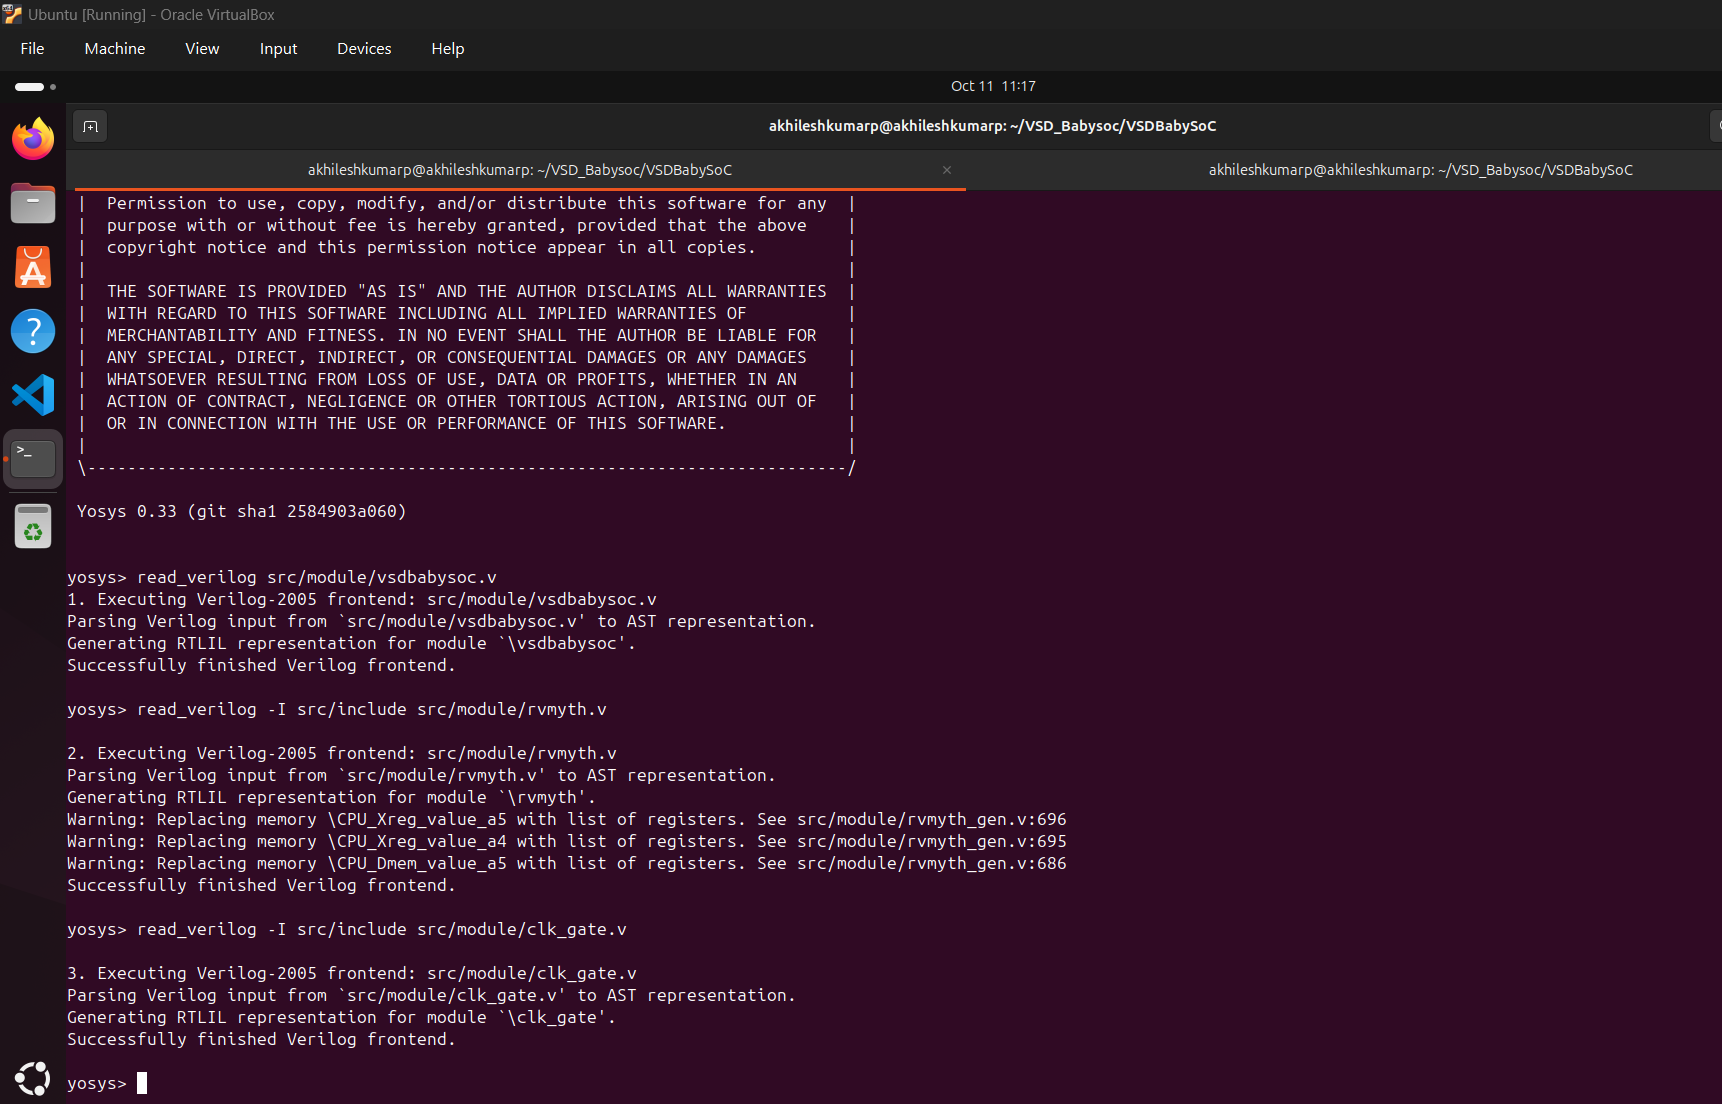 Ubuntu [Running] - Oracle VirtualBox
File Machine View Input Devices Help
Oct 11 11:17
akhileshkumarp@akhileshkumarp: ~/VSD_Babysoc/VSDBabySoC
akhileshkumarp@akhileshkumarp: ~/VSD_Babysoc/VSDBabySoC × akhileshkumarp@akhileshkumarp: ~/VSD_Babysoc/VSDBabySoC
| Permission to use, copy, modify, and/or distribute this software for any |
| purpose with or without fee is hereby granted, provided that the above |
| copyright notice and this permission notice appear in all copies. |
| |
| THE SOFTWARE IS PROVIDED "AS IS" AND THE AUTHOR DISCLAIMS ALL WARRANTIES |
| WITH REGARD TO THIS SOFTWARE INCLUDING ALL IMPLIED WARRANTIES OF |
| MERCHANTABILITY AND FITNESS. IN NO EVENT SHALL THE AUTHOR BE LIABLE FOR |
| ANY SPECIAL, DIRECT, INDIRECT, OR CONSEQUENTIAL DAMAGES OR ANY DAMAGES |
| WHATSOEVER RESULTING FROM LOSS OF USE, DATA OR PROFITS, WHETHER IN AN |
| ACTION OF CONTRACT, NEGLIGENCE OR OTHER TORTIOUS ACTION, ARISING OUT OF |
| OR IN CONNECTION WITH THE USE OR PERFORMANCE OF THIS SOFTWARE. |
| |
\----------------------------------------------------------------------------/
Yosys 0.33 (git sha1 2584903a060)
yosys> read_verilog src/module/vsdbabysoc.v
1. Executing Verilog-2005 frontend: src/module/vsdbabysoc.v
Parsing Verilog input from `src/module/vsdbabysoc.v' to AST representation.
Generating RTLIL representation for module `\vsdbabysoc'.
Successfully finished Verilog frontend.
yosys> read_verilog -I src/include src/module/rvmyth.v
2. Executing Verilog-2005 frontend: src/module/rvmyth.v
Parsing Verilog input from `src/module/rvmyth.v' to AST representation.
Generating RTLIL representation for module `\rvmyth'.
Warning: Replacing memory \CPU_Xreg_value_a5 with list of registers. See src/module/rvmyth_gen.v:696
Warning: Replacing memory \CPU_Xreg_value_a4 with list of registers. See src/module/rvmyth_gen.v:695
Warning: Replacing memory \CPU_Dmem_value_a5 with list of registers. See src/module/rvmyth_gen.v:686
Successfully finished Verilog frontend.
yosys> read_verilog -I src/include src/module/clk_gate.v
3. Executing Verilog-2005 frontend: src/module/clk_gate.v
Parsing Verilog input from `src/module/clk_gate.v' to AST representation.
Generating RTLIL representation for module `\clk_gate'.
Successfully finished Verilog frontend.
yosys>